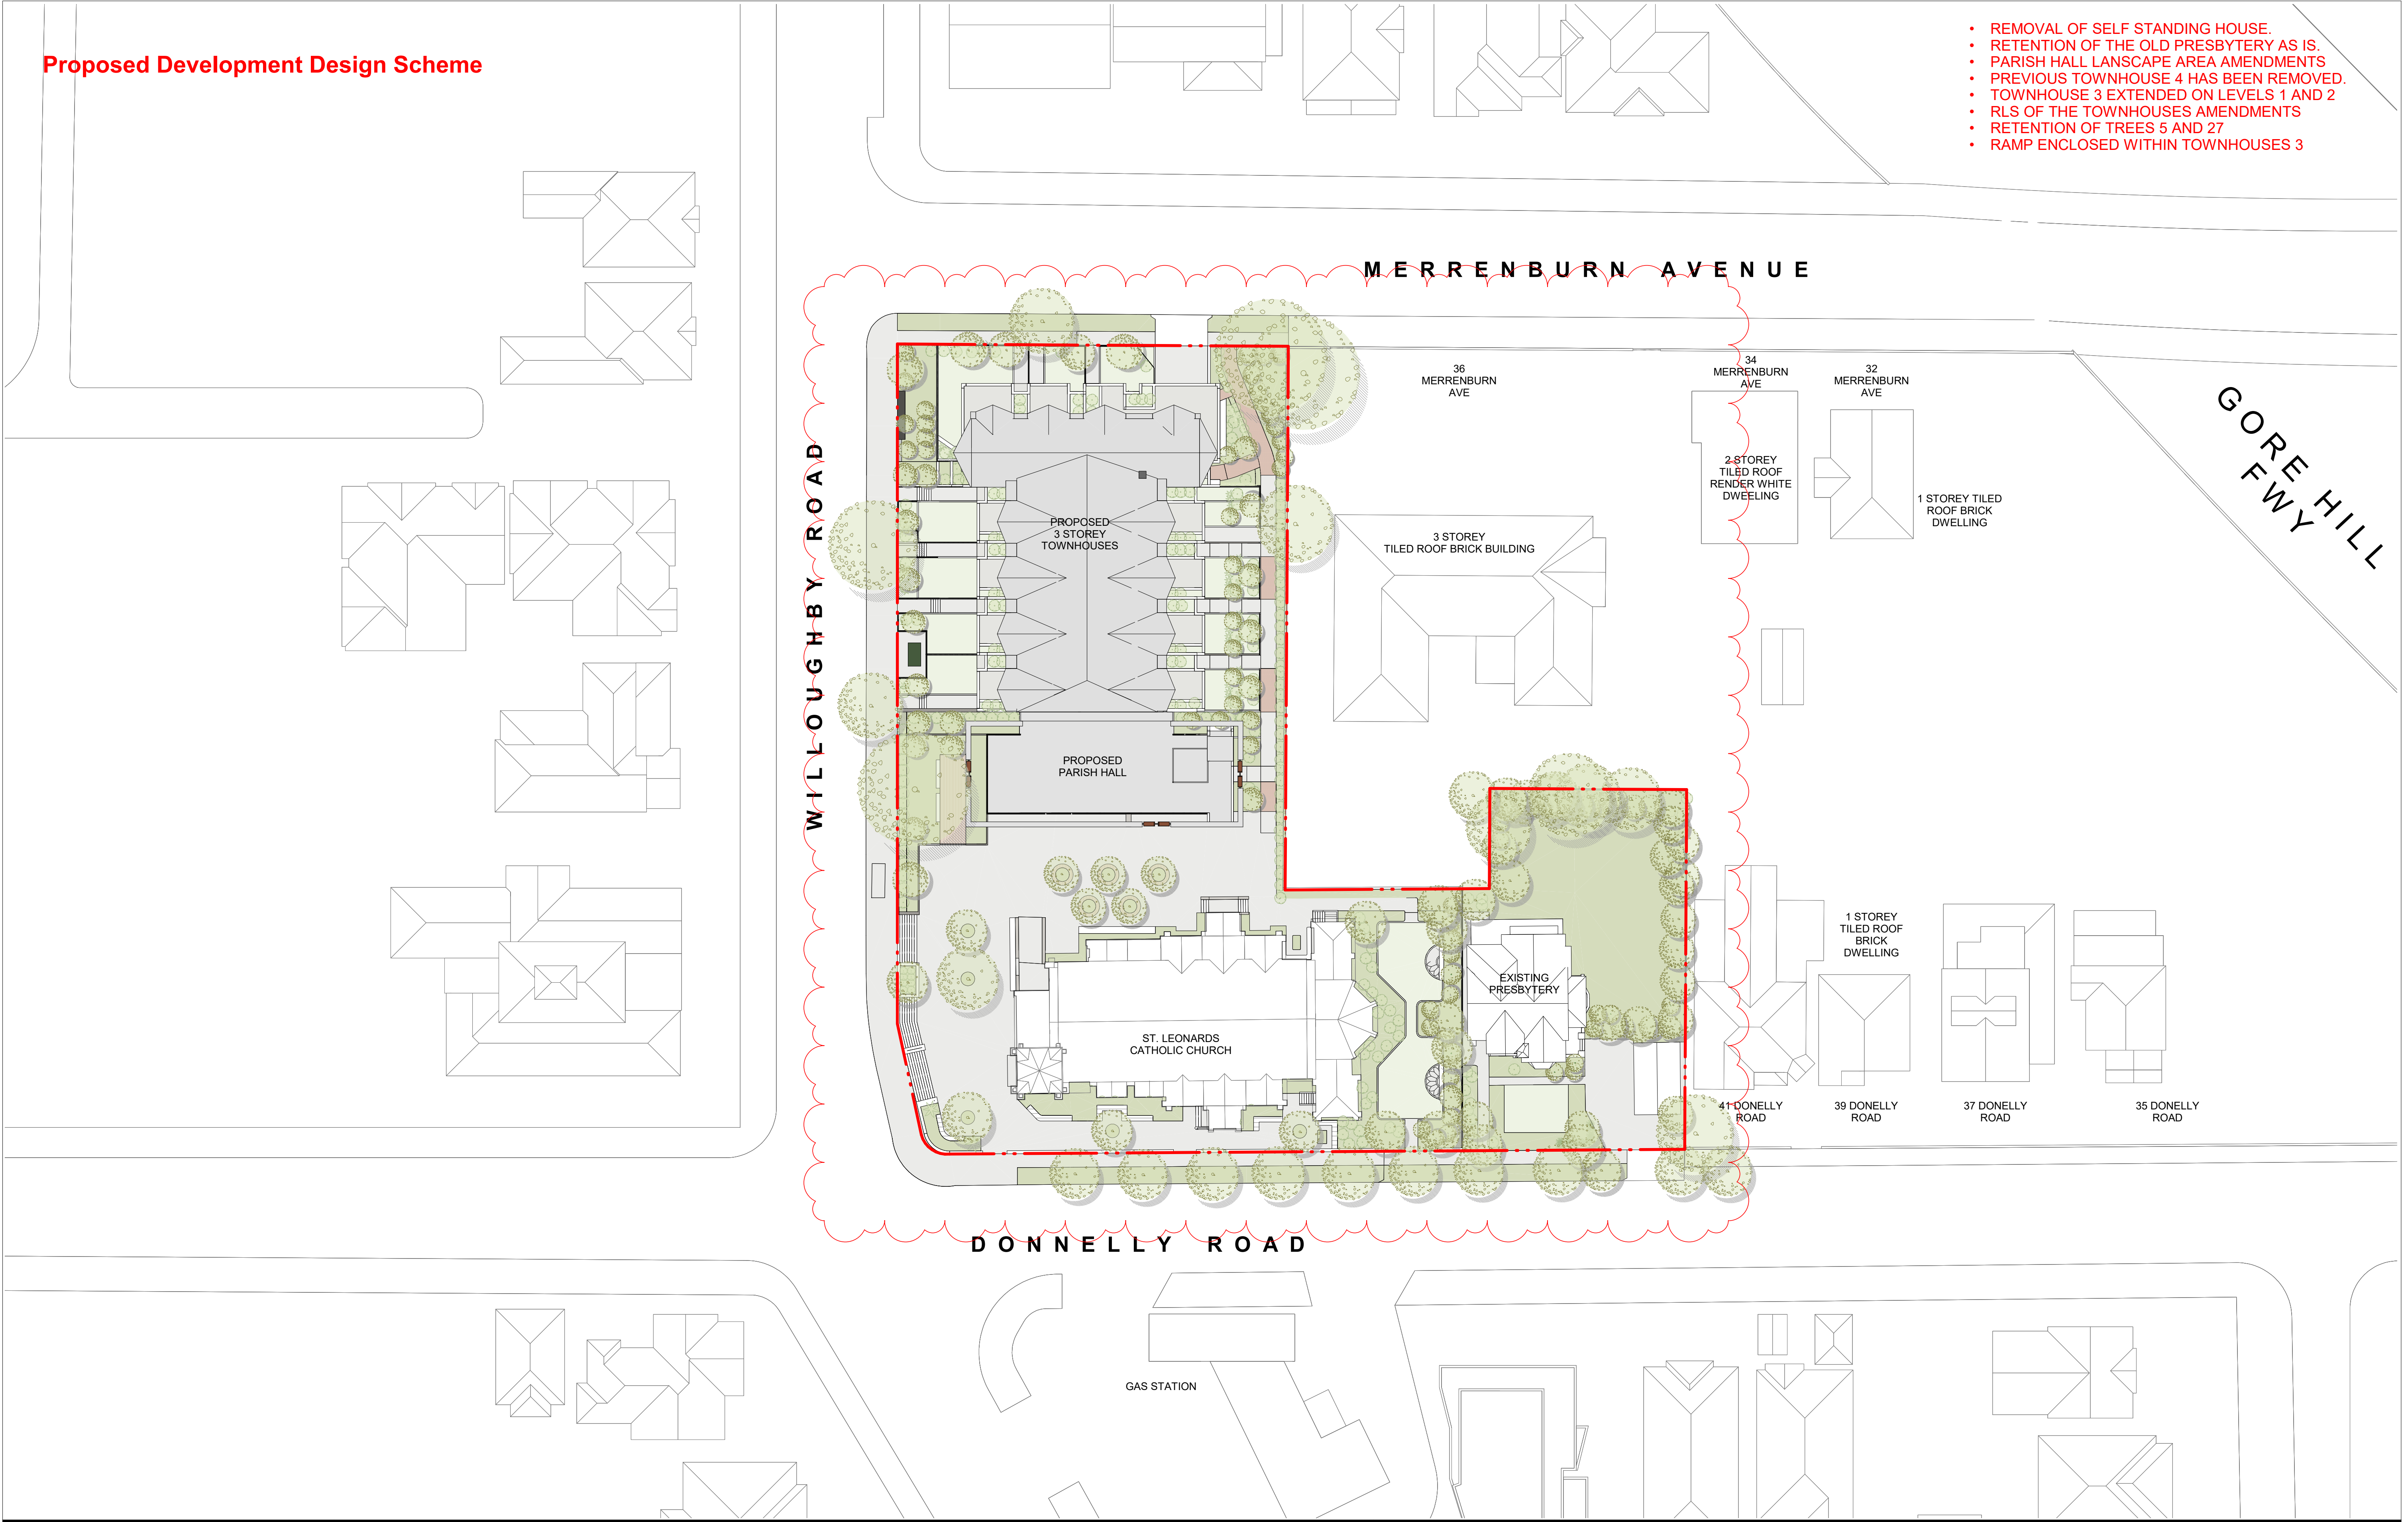 Proposed Development Design Scheme
• REMOVAL OF SELF STANDING HOUSE.
• RETENTION OF THE OLD PRESBYTERY AS IS.
• PARISH HALL LANSCAPE AREA AMENDMENTS
• PREVIOUS TOWNHOUSE 4 HAS BEEN REMOVED.
• TOWNHOUSE 3 EXTENDED ON LEVELS 1 AND 2
• RLS OF THE TOWNHOUSES AMENDMENTS
• RETENTION OF TREES 5 AND 27
• RAMP ENCLOSED WITHIN TOWNHOUSES 3
MERRENBURN AVENUE
36
MERRENBURN
AVE
34
MERRENBURN
AVE
32
MERRENBURN
AVE
GORE HILL
FWY
WILLOUGHBY ROAD
2 STOREY
TILED ROOF
RENDER WHITE
DWEELING
1 STOREY TILED
ROOF BRICK
DWELLING
PROPOSED
3 STOREY
TOWNHOUSES
3 STOREY
TILED ROOF BRICK BUILDING
PROPOSED
PARISH HALL
1 STOREY
TILED ROOF
BRICK
DWELLING
EXISTING
PRESBYTERY
ST. LEONARDS
CATHOLIC CHURCH
41 DONELLY
ROAD
39 DONELLY
ROAD
37 DONELLY
ROAD
35 DONELLY
ROAD
DONNELLY ROAD
GAS STATION